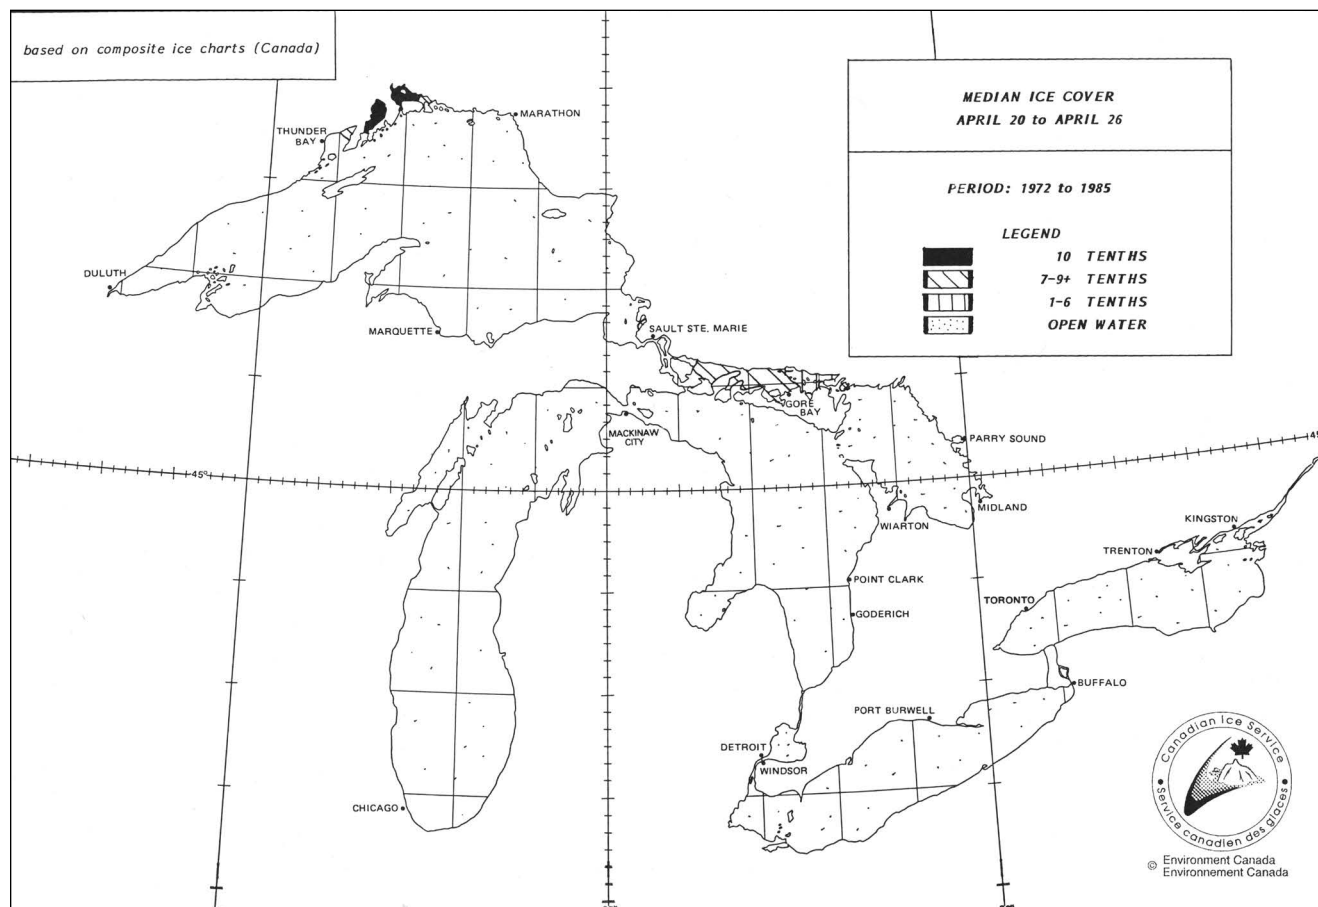 based on composite ice charts (Canada)
MEDIAN ICE COVER
APRIL 20 to APRIL 26
PERIOD: 1972 to 1985
LEGEND
10 TENTHS
7-9+ TENTHS
1-6 TENTHS
OPEN WATER
MARATHON
THUNDER
BAY
DULUTH
MARQUETTE
SAULT STE. MARIE
GORE
BAY
MACKINAW
CITY
PARRY SOUND
45°
45
MIDLAND
WIARTON
KINGSTON
TRENTON
POINT CLARK
TORONTO
GODERICH
BUFFALO
PORT BURWELL
DETROIT
WINDSOR
CHICAGO
Canadian Ice Service
Service canadien des glaces
© Environment Canada
Environnement Canada